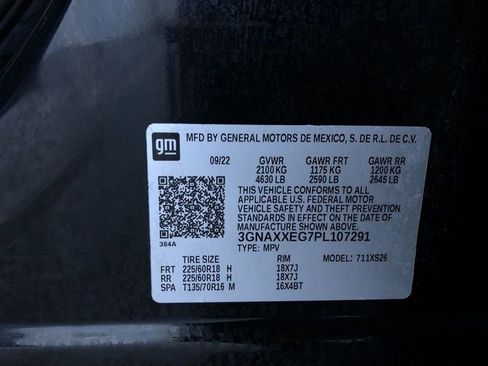 gm MFD BY GENERAL MOTORS DE MEXICO, S. DE R.L. DE C.V.
09/22 GVWR GAWR FRT GAWR RR
2100 KG 1175 KG 1200 KG
4630 LB 2590 LB 2645 LB
THIS VEHICLE CONFORMS TO ALL
APPLICABLE U.S. FEDERAL MOTOR
VEHICLE SAFETY, BUMPER, AND THEFT
PREVENTION STANDARDS IN EFFECT ON
THE DATE OF MANUFACTURE SHOWN ABOVE.
384A 3GNAXXEG7PL107291
TYPE: MPV
TIRE SIZE RIM MODEL: 711XS26
FRT 225/60R18 H 18X7J
RR 225/60R18 H 18X7J
SPA T135/70R16 M 16X4BT